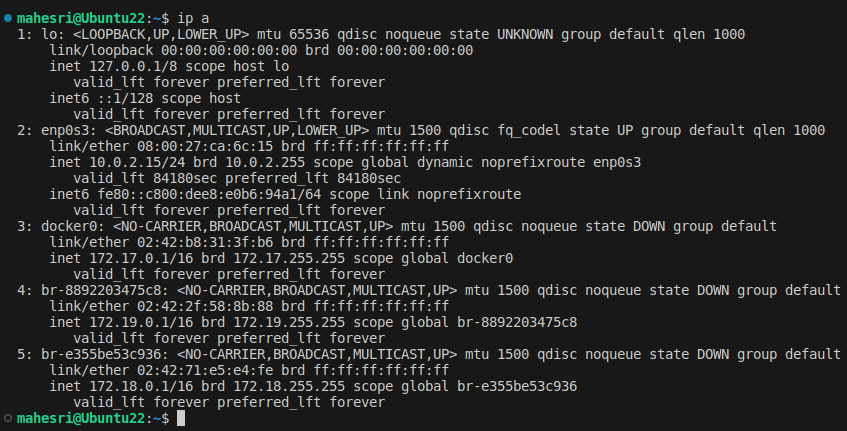 mahesri@Ubuntu22:~$ ip a
1: lo: <LOOPBACK,UP,LOWER_UP> mtu 65536 qdisc noqueue state UNKNOWN group default qlen 1000
    link/loopback 00:00:00:00:00:00 brd 00:00:00:00:00:00
    inet 127.0.0.1/8 scope host lo
       valid_lft forever preferred_lft forever
    inet6 ::1/128 scope host
       valid_lft forever preferred_lft forever
2: enp0s3: <BROADCAST,MULTICAST,UP,LOWER_UP> mtu 1500 qdisc fq_codel state UP group default qlen 1000
    link/ether 08:00:27:ca:6c:15 brd ff:ff:ff:ff:ff:ff
    inet 10.0.2.15/24 brd 10.0.2.255 scope global dynamic noprefixroute enp0s3
       valid_lft 84180sec preferred_lft 84180sec
    inet6 fe80::c800:dee8:e0b6:94a1/64 scope link noprefixroute
       valid_lft forever preferred_lft forever
3: docker0: <NO-CARRIER,BROADCAST,MULTICAST,UP> mtu 1500 qdisc noqueue state DOWN group default
    link/ether 02:42:b8:31:3f:b6 brd ff:ff:ff:ff:ff:ff
    inet 172.17.0.1/16 brd 172.17.255.255 scope global docker0
       valid_lft forever preferred_lft forever
4: br-8892203475c8: <NO-CARRIER,BROADCAST,MULTICAST,UP> mtu 1500 qdisc noqueue state DOWN group default
    link/ether 02:42:2f:58:8b:88 brd ff:ff:ff:ff:ff:ff
    inet 172.19.0.1/16 brd 172.19.255.255 scope global br-8892203475c8
       valid_lft forever preferred_lft forever
5: br-e355be53c936: <NO-CARRIER,BROADCAST,MULTICAST,UP> mtu 1500 qdisc noqueue state DOWN group default
    link/ether 02:42:71:e5:e4:fe brd ff:ff:ff:ff:ff:ff
    inet 172.18.0.1/16 brd 172.18.255.255 scope global br-e355be53c936
       valid_lft forever preferred_lft forever
mahesri@Ubuntu22:~$